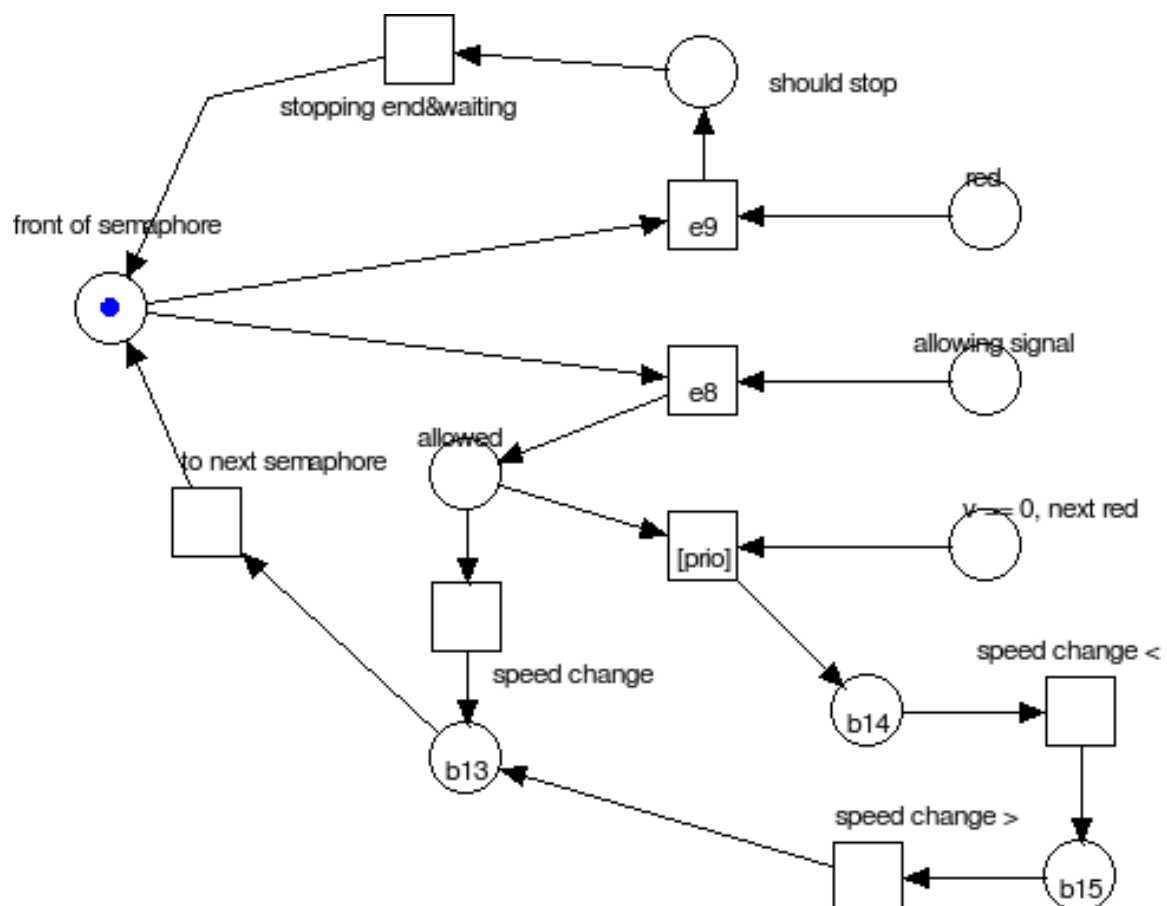 should stop
stopping end&waiting
red
front of semaphore
e9
allowing signal
e8
allowed
to next semaphore
v == 0, next red
[prio]
speed change <
speed change
b14
b13
speed change >
b15